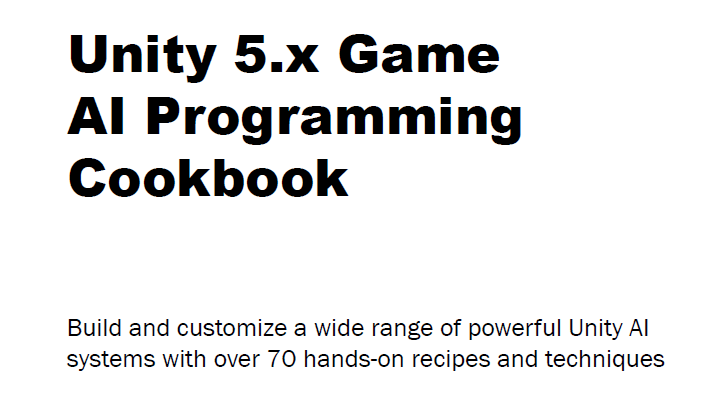 Unity 5.x Game
AI Programming
Cookbook
Build and customize a wide range of powerful Unity AI
systems with over 70 hands-on recipes and techniques